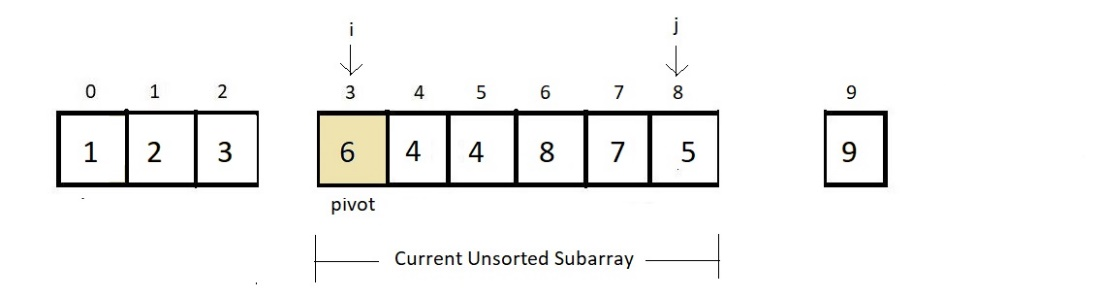 i j
0 1 2 3 4 5 6 7 8 9
1 2 3 6 4 4 8 7 5 9
pivot
Current Unsorted Subarray